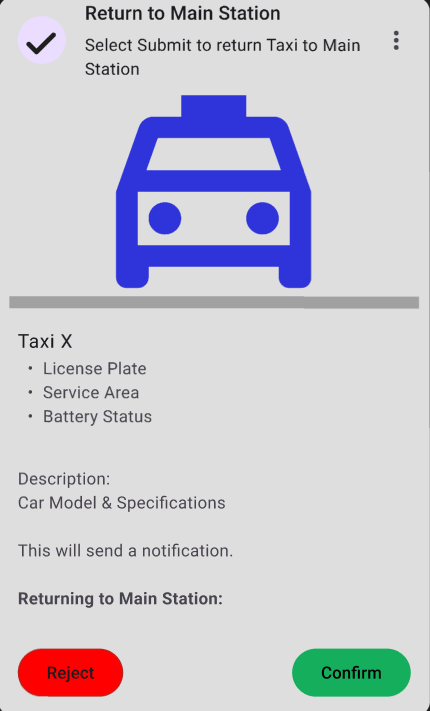 Return to Main Station
Select Submit to return Taxi to Main
Station
Taxi X
• License Plate
• Service Area
• Battery Status
Description:
Car Model & Specifications
This will send a notification.
Returning to Main Station:
Reject
Confirm